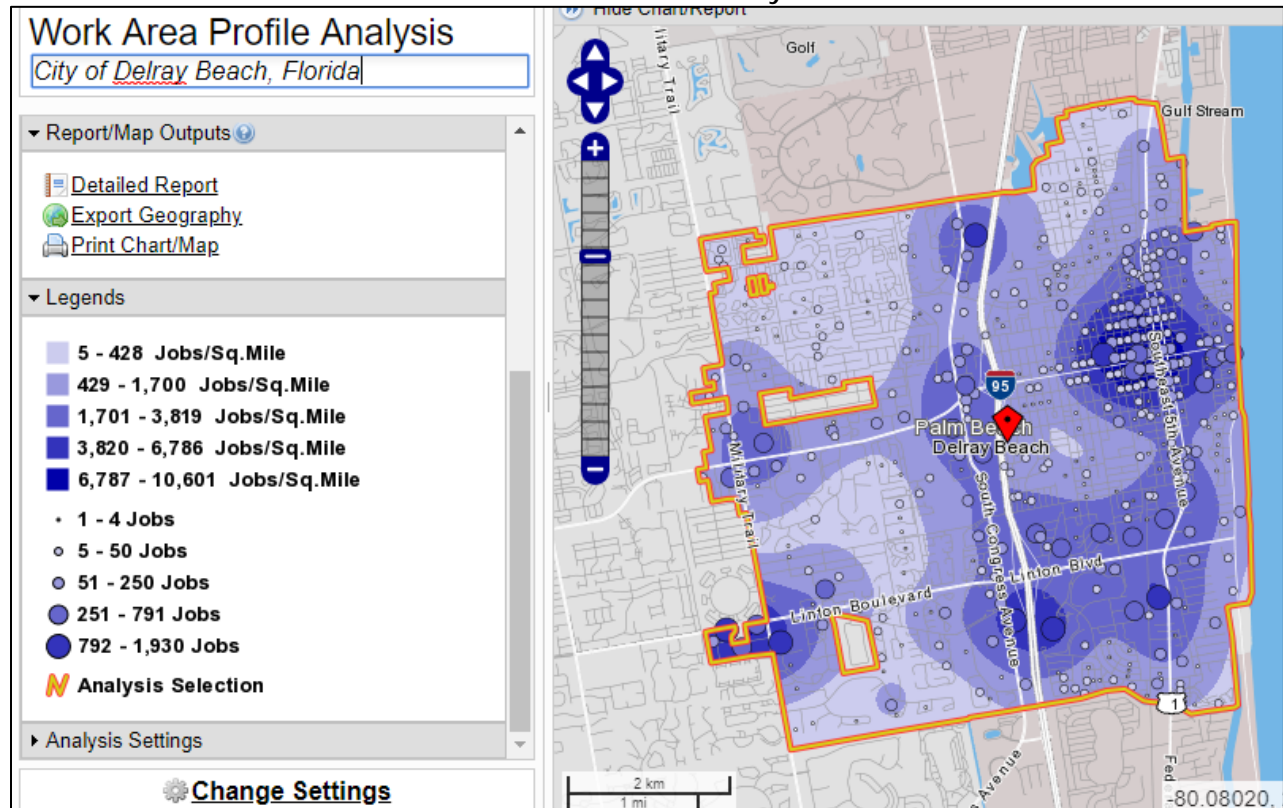 Work Area Profile Analysis
City of Delray Beach, Florida
Report/Map Outputs
Detailed Report
Export Geography
Print Chart/Map
Legends
5 - 428 Jobs/Sq.Mile
429 - 1,700 Jobs/Sq.Mile
1,701 - 3,819 Jobs/Sq.Mile
3,820 - 6,786 Jobs/Sq.Mile
6,787 - 10,601 Jobs/Sq.Mile
1 - 4 Jobs
5 - 50 Jobs
51 - 250 Jobs
251 - 791 Jobs
792 - 1,930 Jobs
Analysis Selection
Analysis Settings
Change Settings
Hide Chart/Report
litary Trail
Golf
Gulf Stream
95
Southeast 5th Avenue
Palm Beach
Delray Beach
Military Trail
South Congress Avenue
Linton Blvd
Linton Boulevard
1
s Avenue
Fed
2 km
1 mi
-80.08020